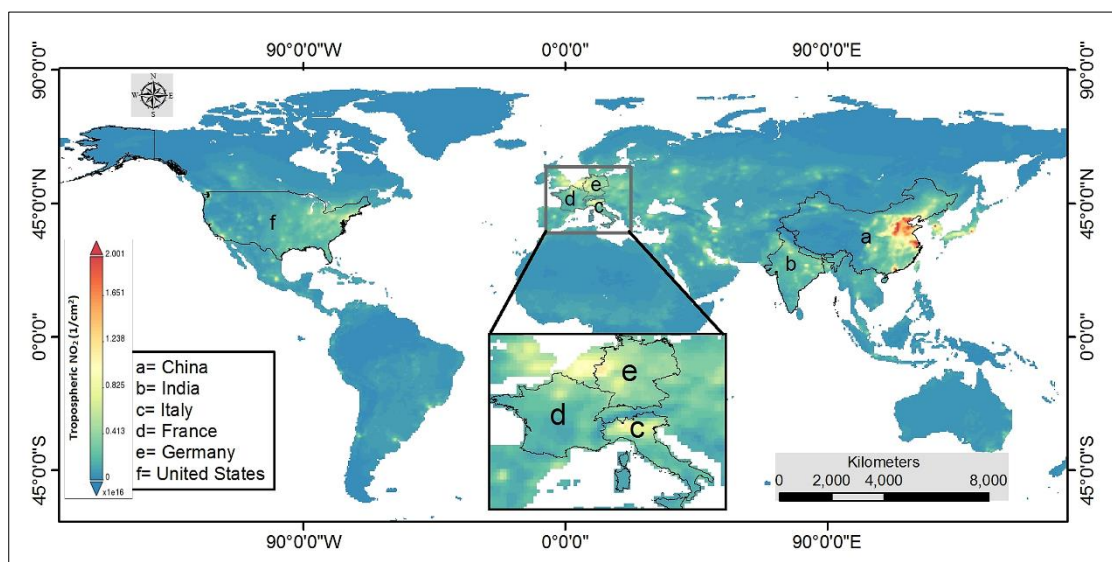 90°0'0"W 0°0'0"E 90°0'0"E
90°0'0" 90°0'0"
N
W E
S
45°0'0"N 45°0'0"N
0°0'0" 0°0'0"
45°0'0"S 45°0'0"S
a
b
c
d
e
f
Tropospheric NO₂ (1/cm²)
2.001
1.651
1.238
0.825
0.413
0
x1e16
a= China
b= India
c= Italy
d= France
e= Germany
f= United States
e
d
c
Kilometers
0 2,000 4,000 8,000
90°0'0"W 0°0'0"E 90°0'0"E